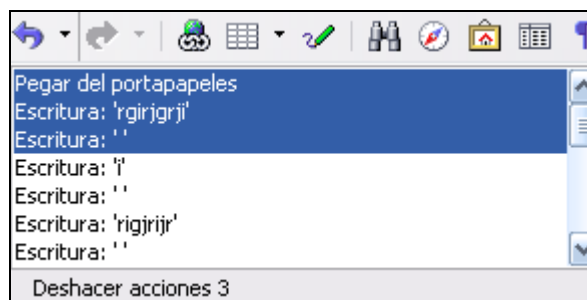 Pegar del portapapeles
Escritura: 'rgirjgrji'
Escritura: ' '
Escritura: 'i'
Escritura: ' '
Escritura: 'rigjrijr'
Escritura: ' '
Deshacer acciones 3